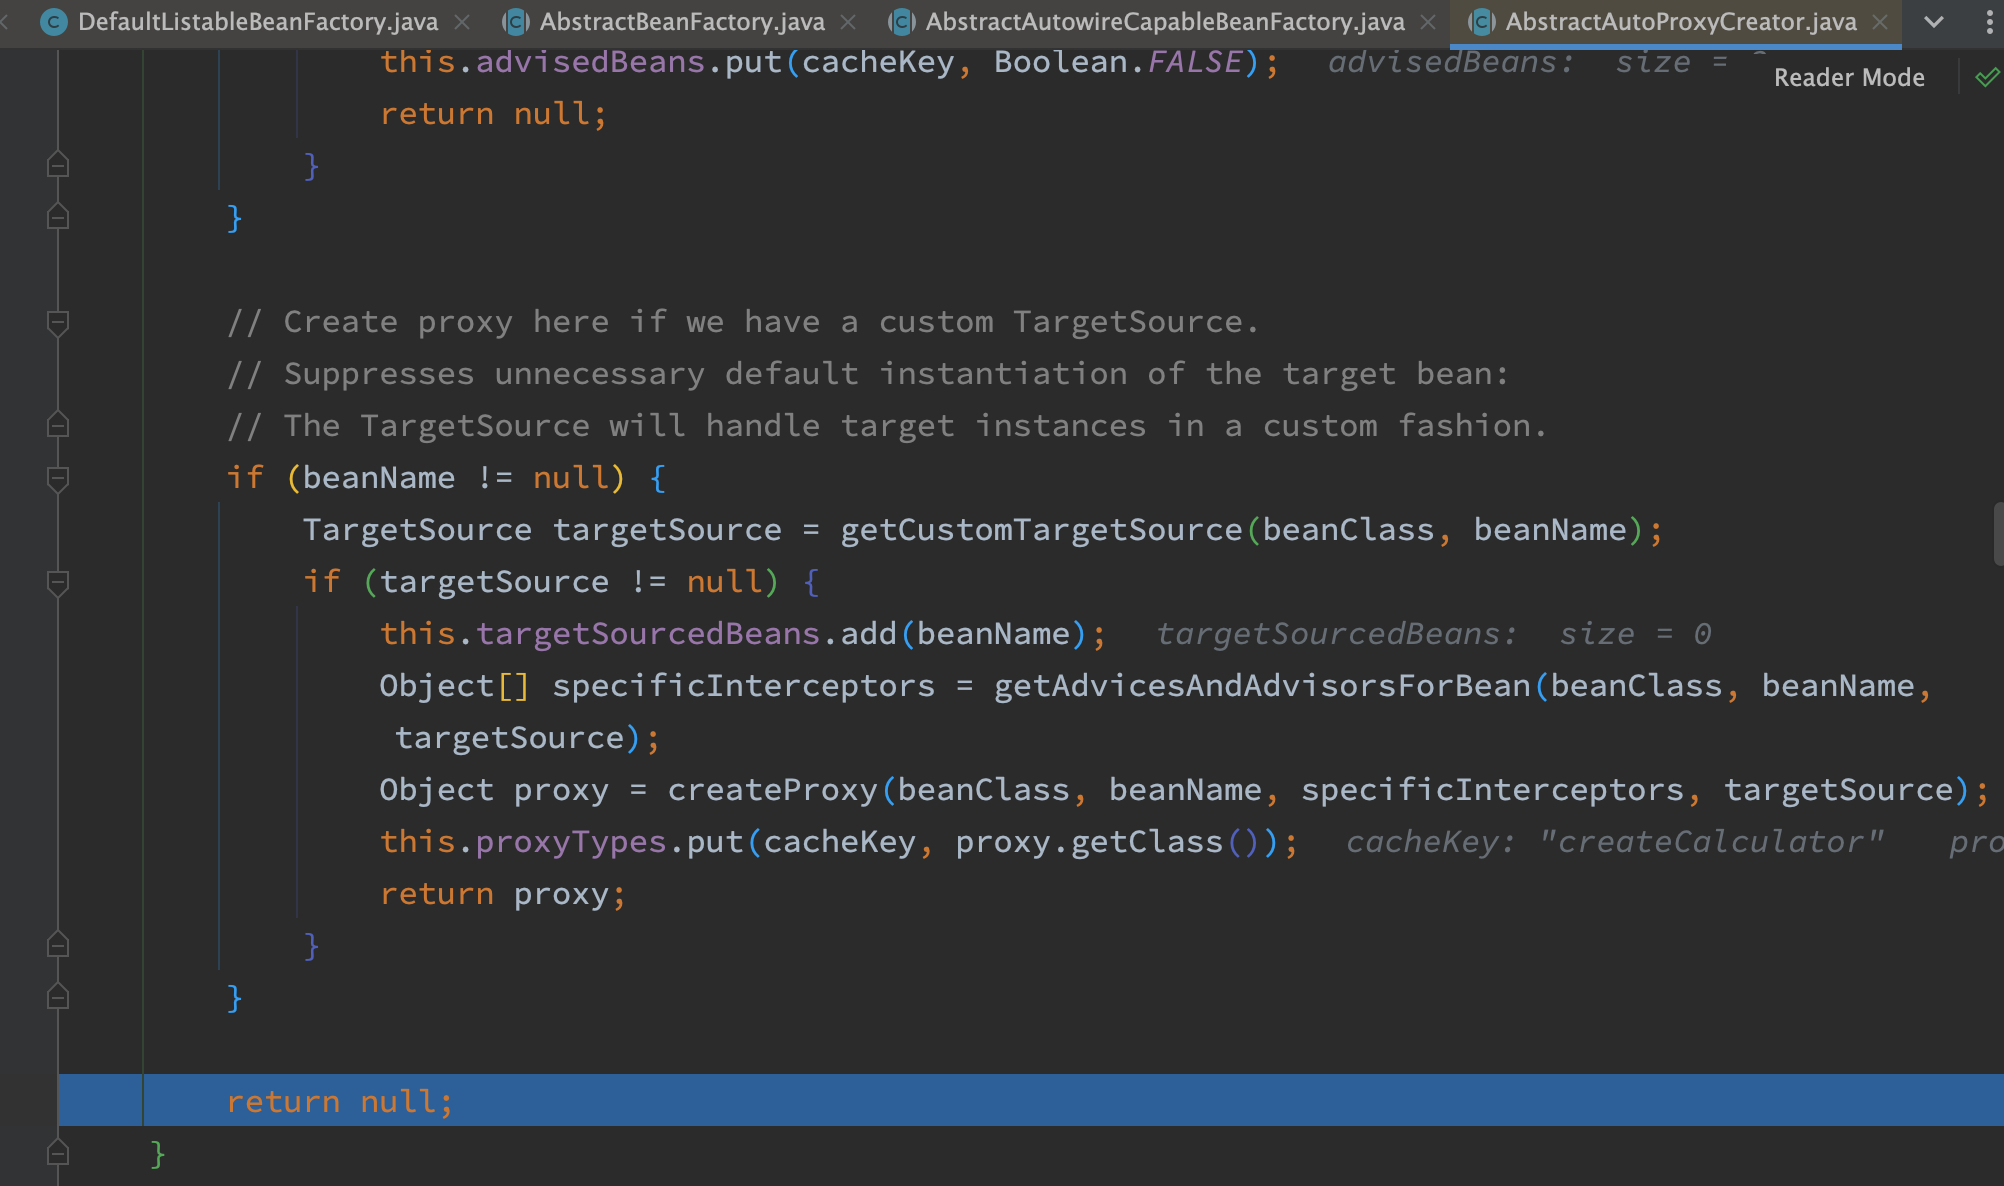 DefaultListableBeanFactory.java AbstractBeanFactory.java AbstractAutowireCapableBeanFactory.java AbstractAutoProxyCreator.java
this.advisedBeans.put(cacheKey, Boolean.FALSE); advisedBeans: size =
Reader Mode
return null;
}
}
// Create proxy here if we have a custom TargetSource.
// Suppresses unnecessary default instantiation of the target bean:
// The TargetSource will handle target instances in a custom fashion.
if (beanName != null) {
TargetSource targetSource = getCustomTargetSource(beanClass, beanName);
if (targetSource != null) {
this.targetSourcedBeans.add(beanName); targetSourcedBeans: size = 0
Object[] specificInterceptors = getAdvicesAndAdvisorsForBean(beanClass, beanName,
targetSource);
Object proxy = createProxy(beanClass, beanName, specificInterceptors, targetSource);
this.proxyTypes.put(cacheKey, proxy.getClass()); cacheKey: "createCalculator" pro
return proxy;
}
}
return null;
}